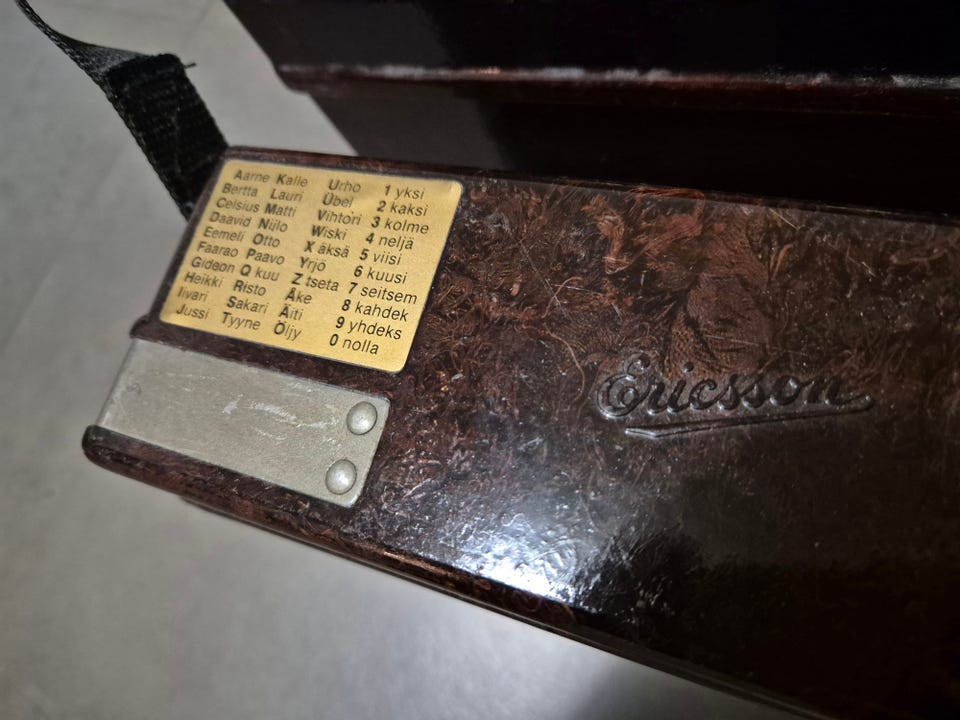 Aarne Kalle Urho 1 yksi
Bertta Lauri Übel 2 kaksi
Celsius Matti Vihtori 3 kolme
Daavid Niilo Wiski 4 neljä
Eemeli Otto X äksä 5 viisi
Faarao Paavo Yrjö 6 kuusi
Gideon Q kuu Z tseta 7 seitsem
Heikki Risto Åke 8 kahdek
Iivari Sakari Äiti 9 yhdeks
Jussi Tyyne Öljy 0 nolla
Ericsson